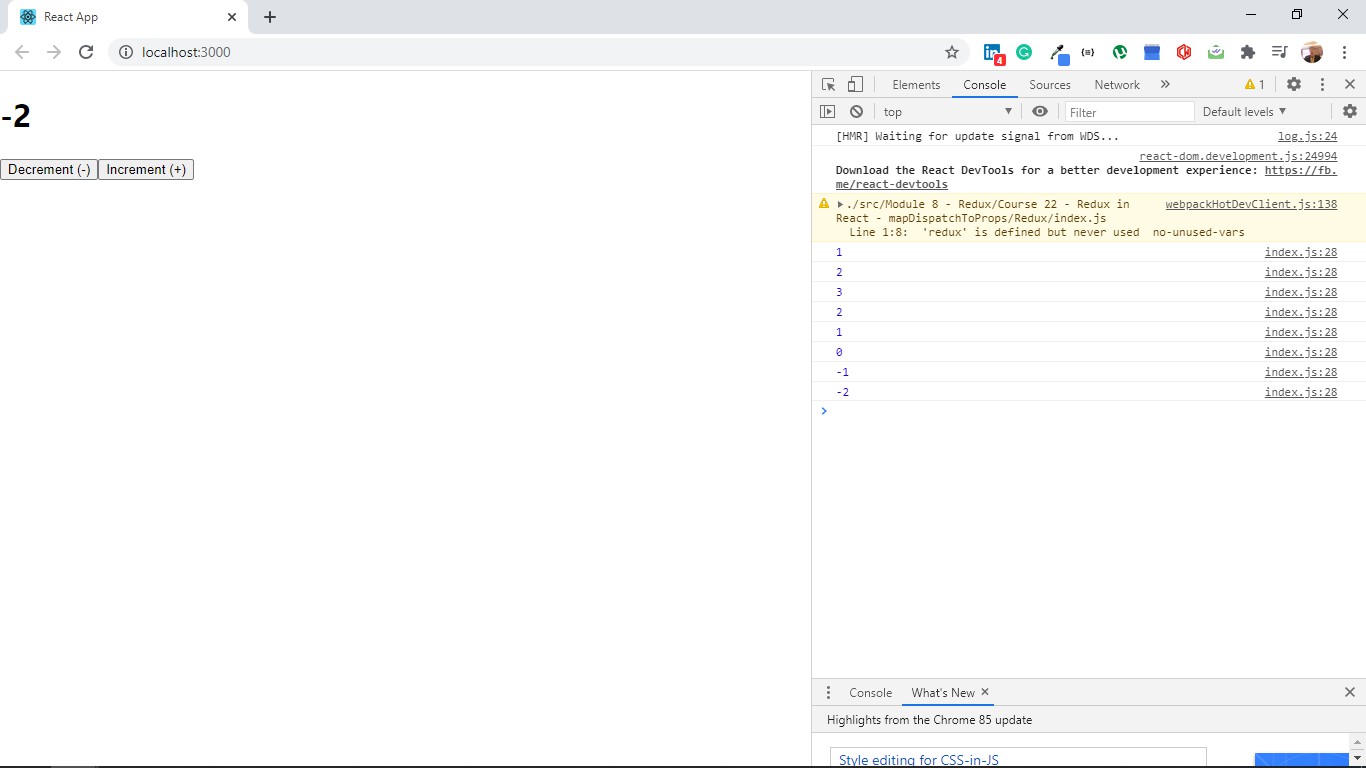 React App
localhost:3000
4
-2
Decrement (-) Increment (+)
Elements Console Sources Network 1
top Filter Default levels
[HMR] Waiting for update signal from WDS... log.js:24
react-dom.development.js:24994
Download the React DevTools for a better development experience: https://fb.
me/react-devtools
./src/Module 8 - Redux/Course 22 - Redux in webpackHotDevClient.js:138
React - mapDispatchToProps/Redux/index.js
Line 1:8:  'redux' is defined but never used  no-unused-vars
1 index.js:28
2 index.js:28
3 index.js:28
2 index.js:28
1 index.js:28
0 index.js:28
-1 index.js:28
-2 index.js:28
Console What's New
Highlights from the Chrome 85 update
Style editing for CSS-in-JS